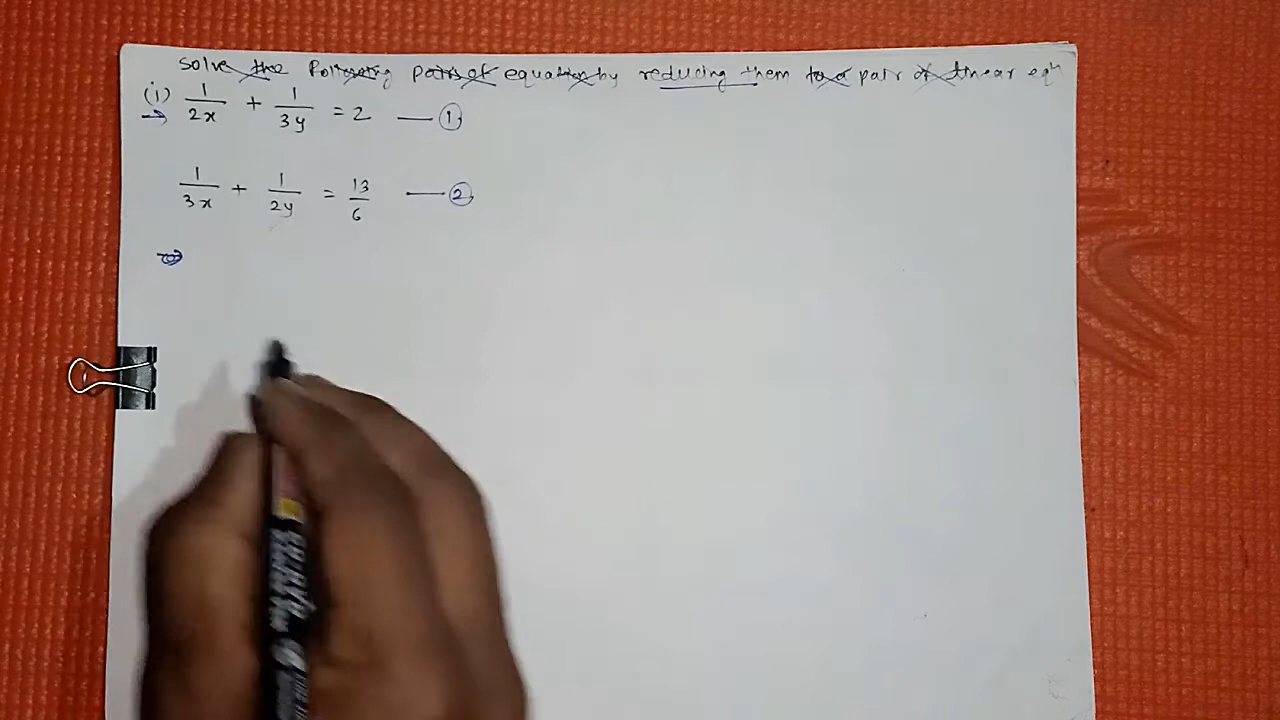 Solve the following pairs of equation by reducing them to a pair of linear eqn
(i) 1/2x + 1/3y = 2 —— ①
1/3x + 1/2y = 13/6 —— ②